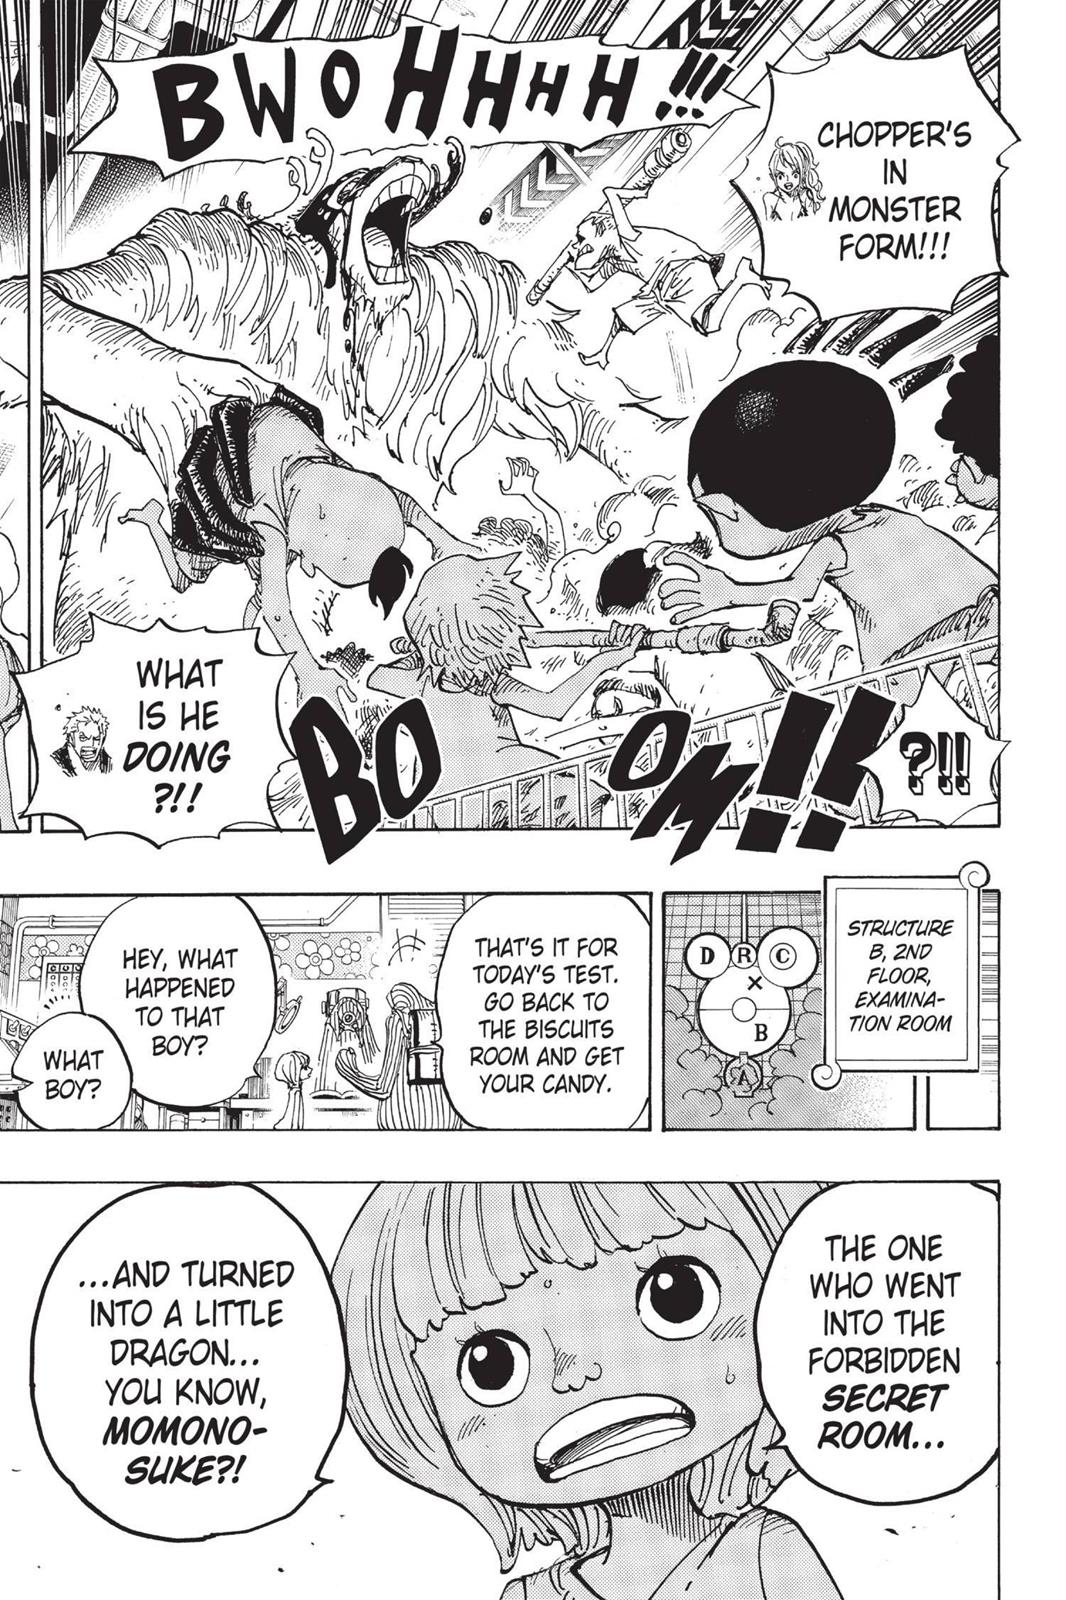 CHOPPER'S
IN
MONSTER
FORM!!!
BWOHHHH!!!
?!!
BOOM!!
WHAT
IS HE
DOING
?!!
STRUCTURE
B, 2ND
FLOOR,
EXAMINA-
TION ROOM
D R C
B
A
THAT'S IT FOR
TODAY'S TEST.
GO BACK TO
THE BISCUITS
ROOM AND GET
YOUR CANDY.
HEY, WHAT
HAPPENED
TO THAT
BOY?
WHAT
BOY?
THE ONE
WHO WENT
INTO THE
FORBIDDEN
SECRET
ROOM...
...AND TURNED
INTO A LITTLE
DRAGON...
YOU KNOW,
MOMONO-
SUKE?!